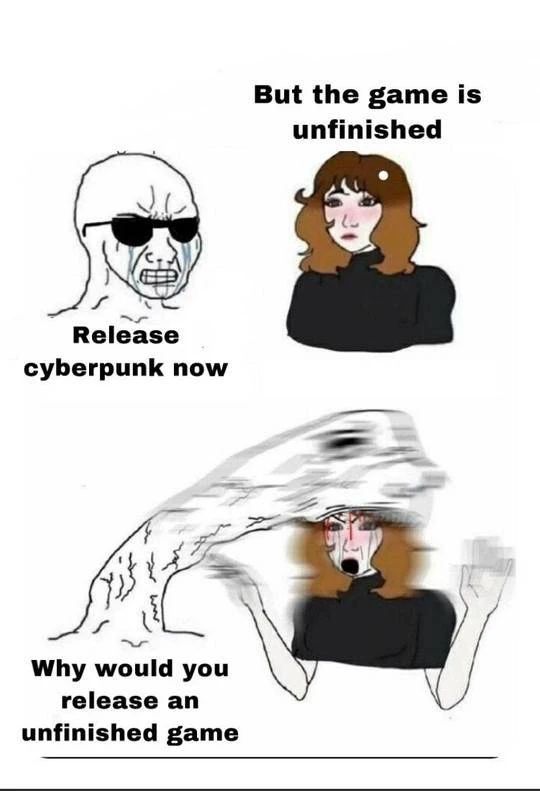 But the game is
unfinished
Release
cyberpunk now
Why would you
release an
unfinished game